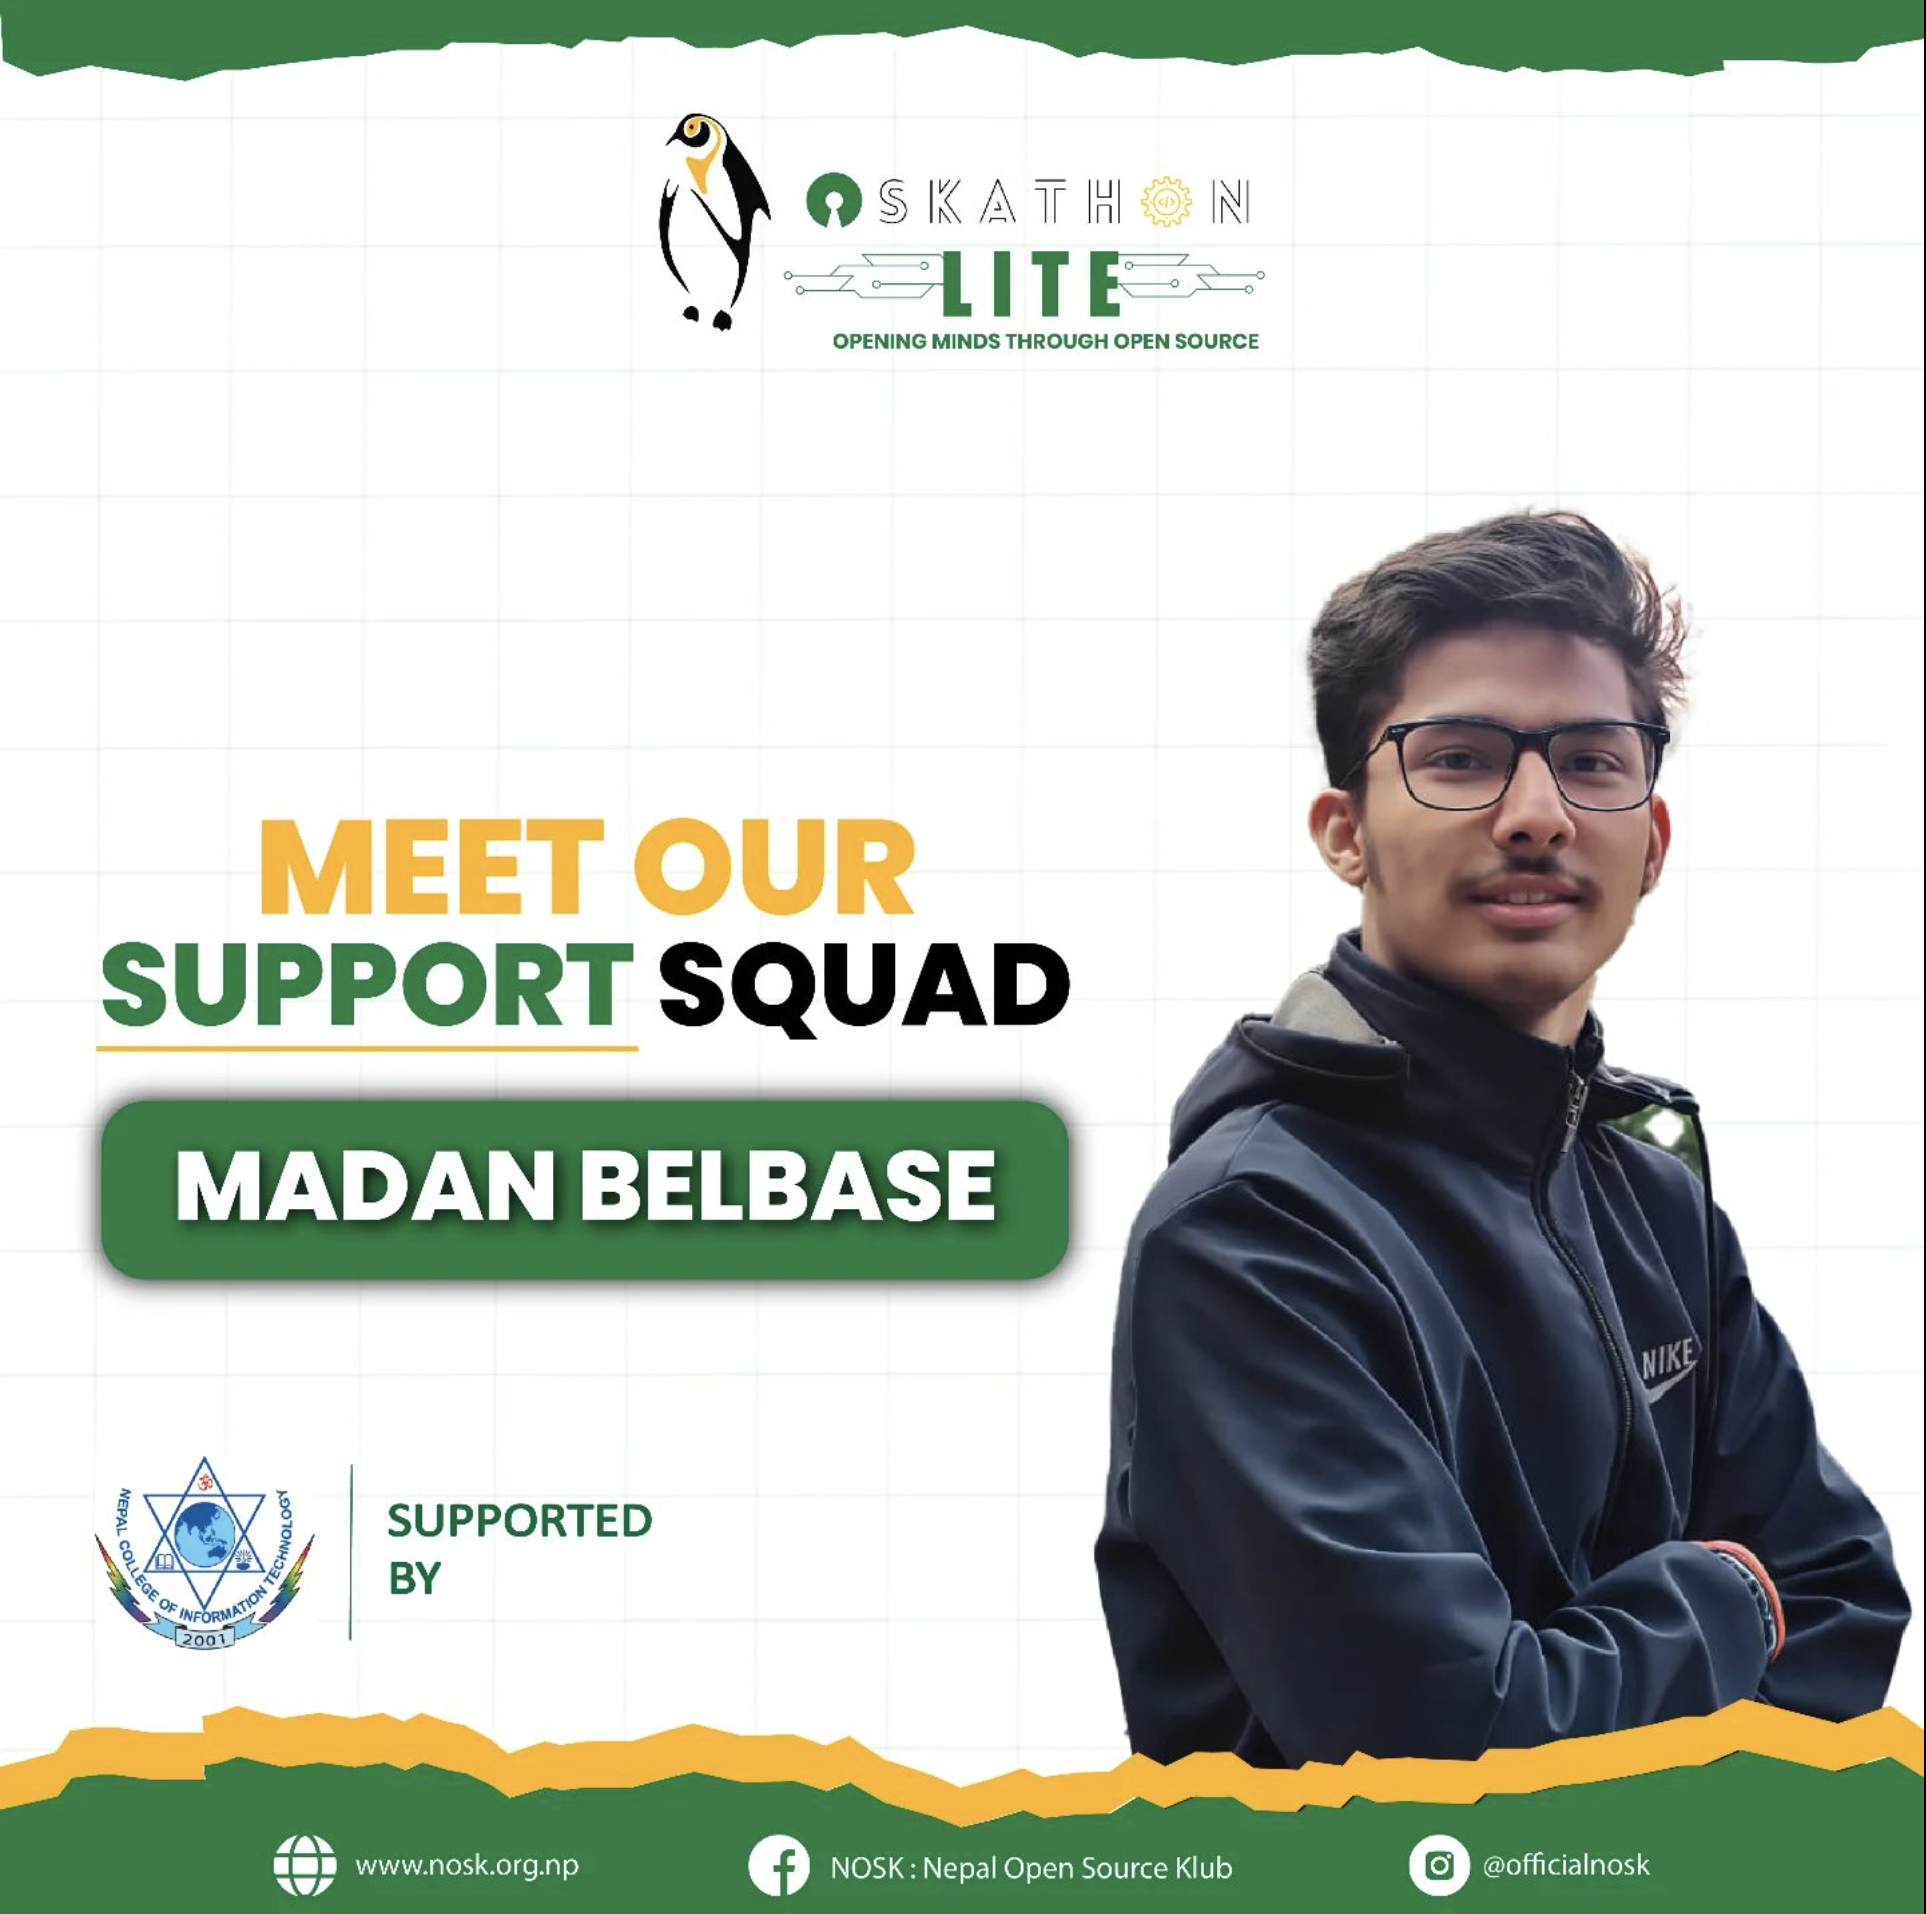 OSKATHON
LITE
OPENING MINDS THROUGH OPEN SOURCE
MEET OUR
SUPPORT SQUAD
MADAN BELBASE
NIKE
ॐ
NEPAL COLLEGE OF INFORMATION TECHNOLOGY
2001
SUPPORTED
BY
www.nosk.org.np
NOSK : Nepal Open Source Klub
@officialnosk